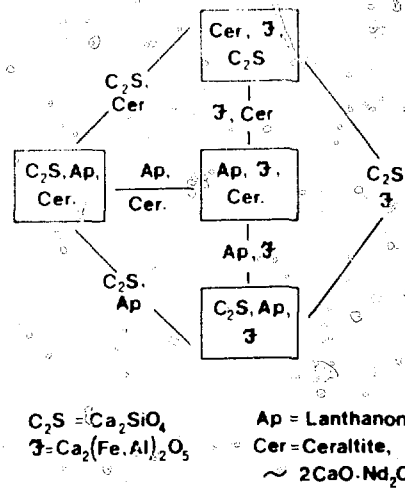 Cer, ℱ,
C₂S
C₂S,
Cer
ℱ, Cer
C₂S, Ap,
Cer.
Ap,
Cer.
Ap, ℱ,
Cer.
C₂S
ℱ
Ap, ℱ
C₂S,
Ap
C₂S, Ap,
ℱ
C₂S = Ca₂SiO₄
ℱ = Ca₂(Fe, Al)₂O₅
Ap = Lanthanon
Cer = Ceraltite,
~ 2CaO·Nd₂O